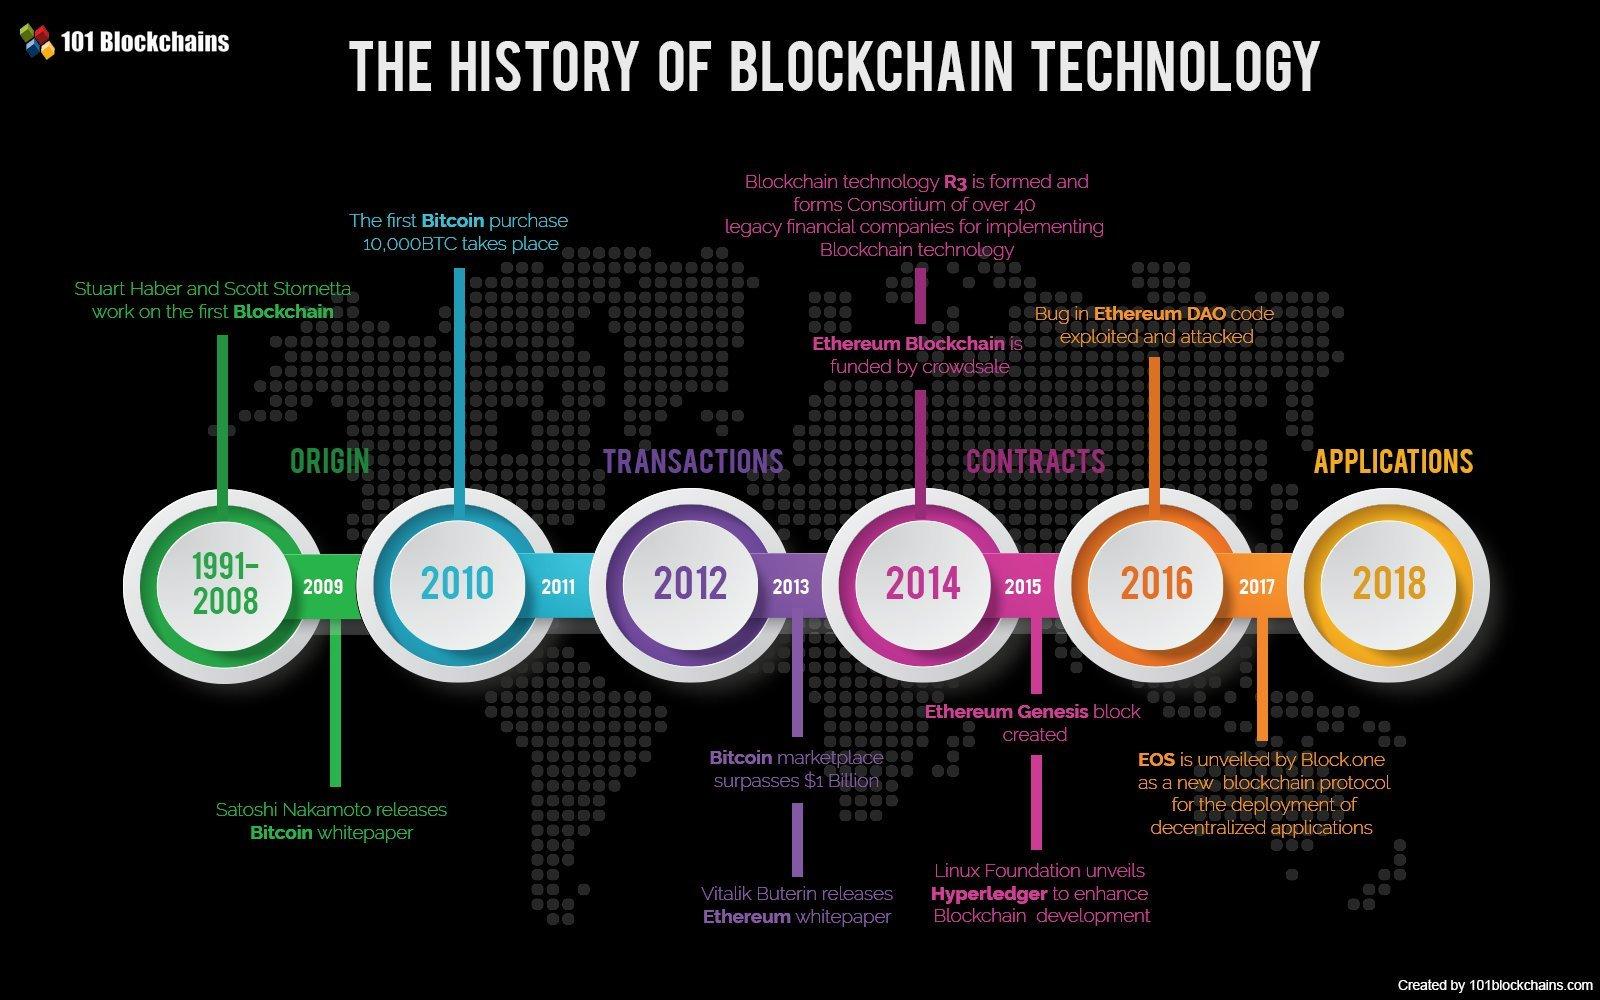 101 Blockchains
THE HISTORY OF BLOCKCHAIN TECHNOLOGY
Stuart Haber and Scott Stornetta
work on the first Blockchain
The first Bitcoin purchase
10,000BTC takes place
Blockchain technology R3 is formed and
forms Consortium of over 40
legacy financial companies for implementing
Blockchain technology
Ethereum Blockchain is
funded by crowdsale
Bug in Ethereum DAO code
exploited and attacked
ORIGIN
TRANSACTIONS
CONTRACTS
APPLICATIONS
1991-
2008
2009
2010
2011
2012
2013
2014
2015
2016
2017
2018
Satoshi Nakamoto releases
Bitcoin whitepaper
Bitcoin marketplace
surpasses $1 Billion
Vitalik Buterin releases
Ethereum whitepaper
Ethereum Genesis block
created
Linux Foundation unveils
Hyperledger to enhance
Blockchain development
EOS is unveiled by Block.one
as a new blockchain protocol
for the deployment of
decentralized applications
Created by 101blockchains.com